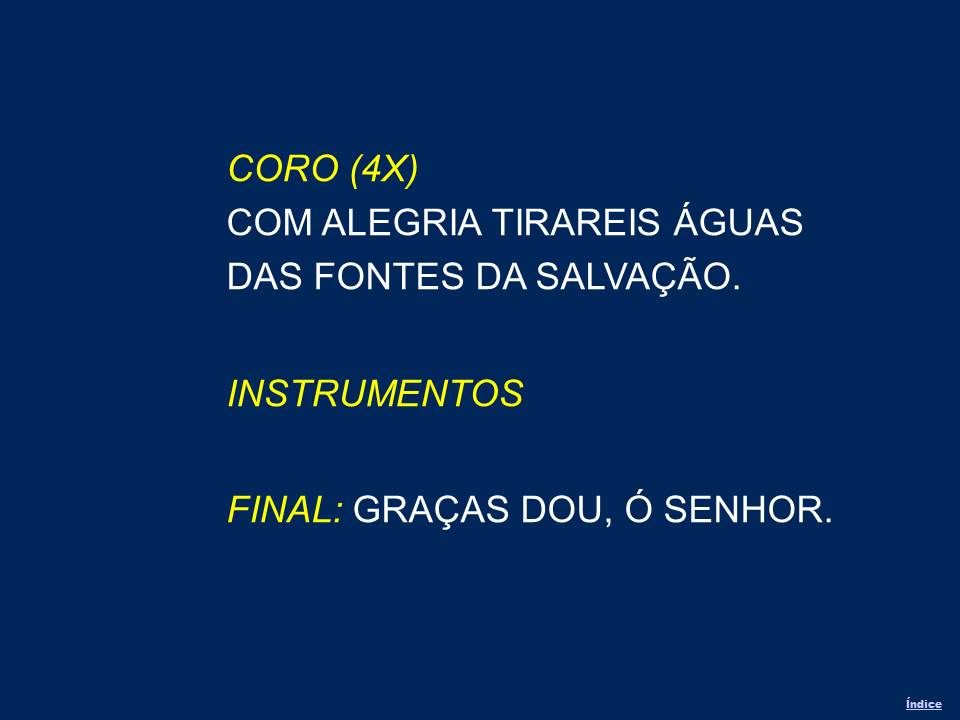 CORO (4X)
COM ALEGRIA TIRAREIS ÁGUAS
DAS FONTES DA SALVAÇÃO.
INSTRUMENTOS
FINAL: GRAÇAS DOU, Ó SENHOR.
Índice